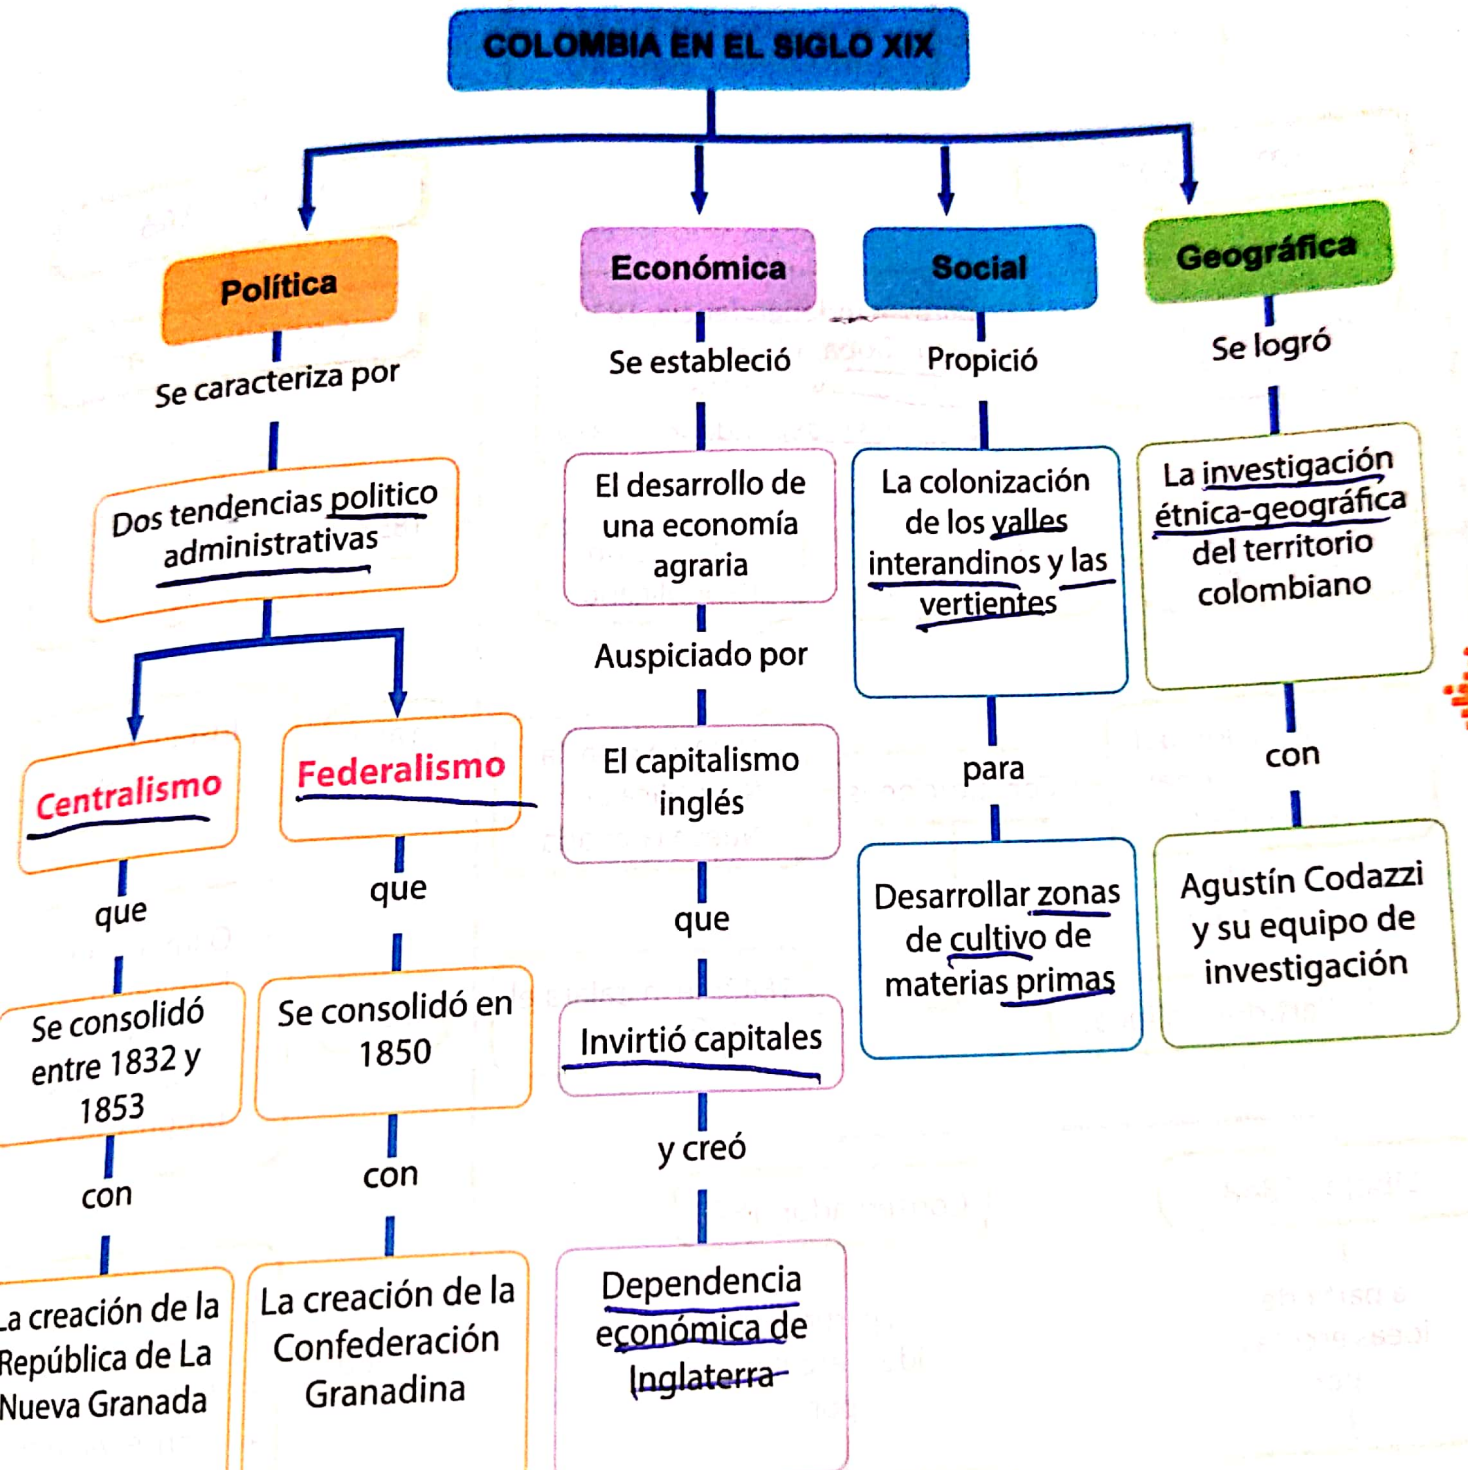 COLOMBIA EN EL SIGLO XIX
Política
Se caracteriza por
Dos tendencias politico
administrativas
Centralismo
que
Se consolidó
entre 1832 y
1853
con
La creación de la
República de La
Nueva Granada
Federalismo
que
Se consolidó en
1850
con
La creación de la
Confederación
Granadina
Económica
Se estableció
El desarrollo de
una economía
agraria
Auspiciado por
El capitalismo
inglés
que
Invirtió capitales
y creó
Dependencia
económica de
Inglaterra
Social
Propició
La colonización
de los valles
interandinos y las
vertientes
para
Desarrollar zonas
de cultivo de
materias primas
Geográfica
Se logró
La investigación
étnica-geográfica
del territorio
colombiano
con
Agustín Codazzi
y su equipo de
investigación